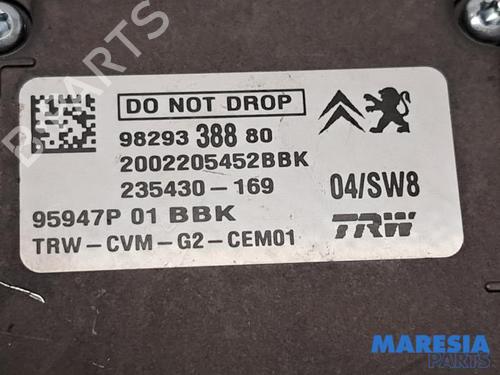 B-PARTS
DO NOT DROP
98293 388 80
2002205452BBK
235430-169
04/SW8
95947P 01 BBK
TRW
TRW-CVM-G2-CEM01
MARESIA
PARTS